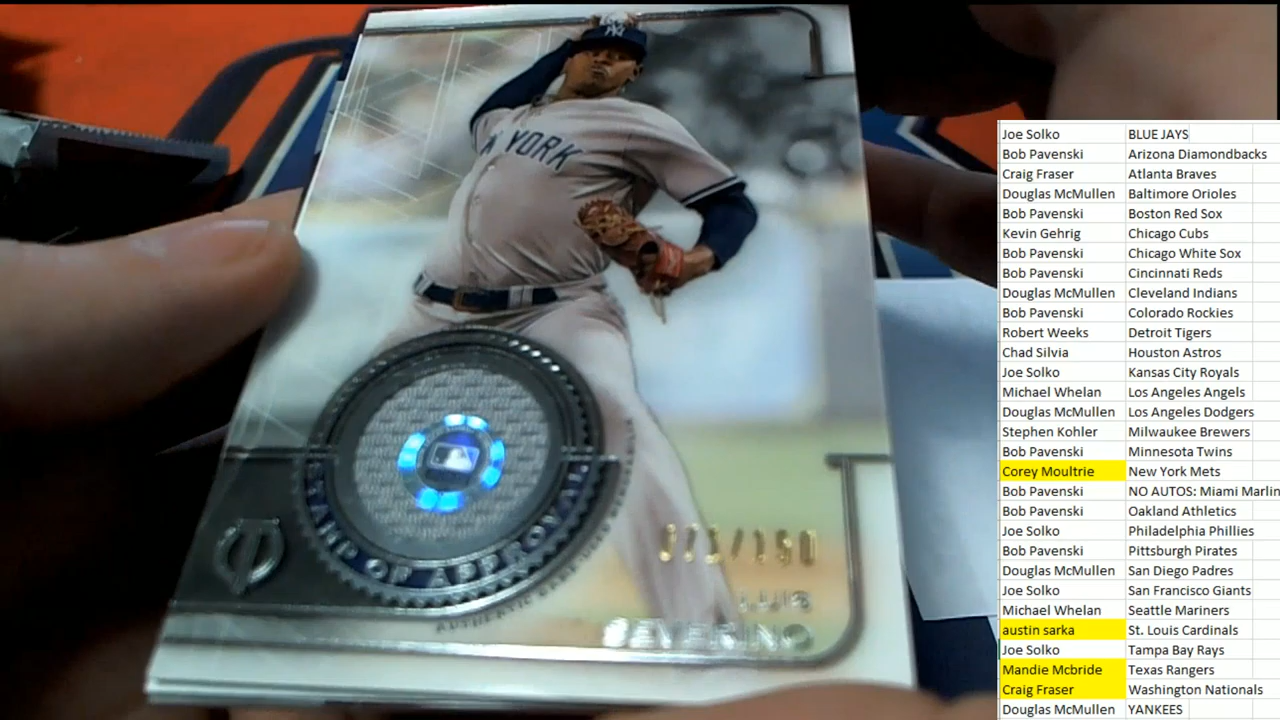 NY
W YORK
STAMP OF APPROVAL
LUIS
SEVERINO
Joe Solko BLUE JAYS
Bob Pavenski Arizona Diamondbacks
Craig Fraser Atlanta Braves
Douglas McMullen Baltimore Orioles
Bob Pavenski Boston Red Sox
Kevin Gehrig Chicago Cubs
Bob Pavenski Chicago White Sox
Bob Pavenski Cincinnati Reds
Douglas McMullen Cleveland Indians
Bob Pavenski Colorado Rockies
Robert Weeks Detroit Tigers
Chad Silvia Houston Astros
Joe Solko Kansas City Royals
Michael Whelan Los Angeles Angels
Douglas McMullen Los Angeles Dodgers
Stephen Kohler Milwaukee Brewers
Bob Pavenski Minnesota Twins
Corey Moultrie New York Mets
Bob Pavenski NO AUTOS: Miami Marlin
Bob Pavenski Oakland Athletics
Joe Solko Philadelphia Phillies
Bob Pavenski Pittsburgh Pirates
Douglas McMullen San Diego Padres
Joe Solko San Francisco Giants
Michael Whelan Seattle Mariners
austin sarka St. Louis Cardinals
Joe Solko Tampa Bay Rays
Mandie Mcbride Texas Rangers
Craig Fraser Washington Nationals
Douglas McMullen YANKEES